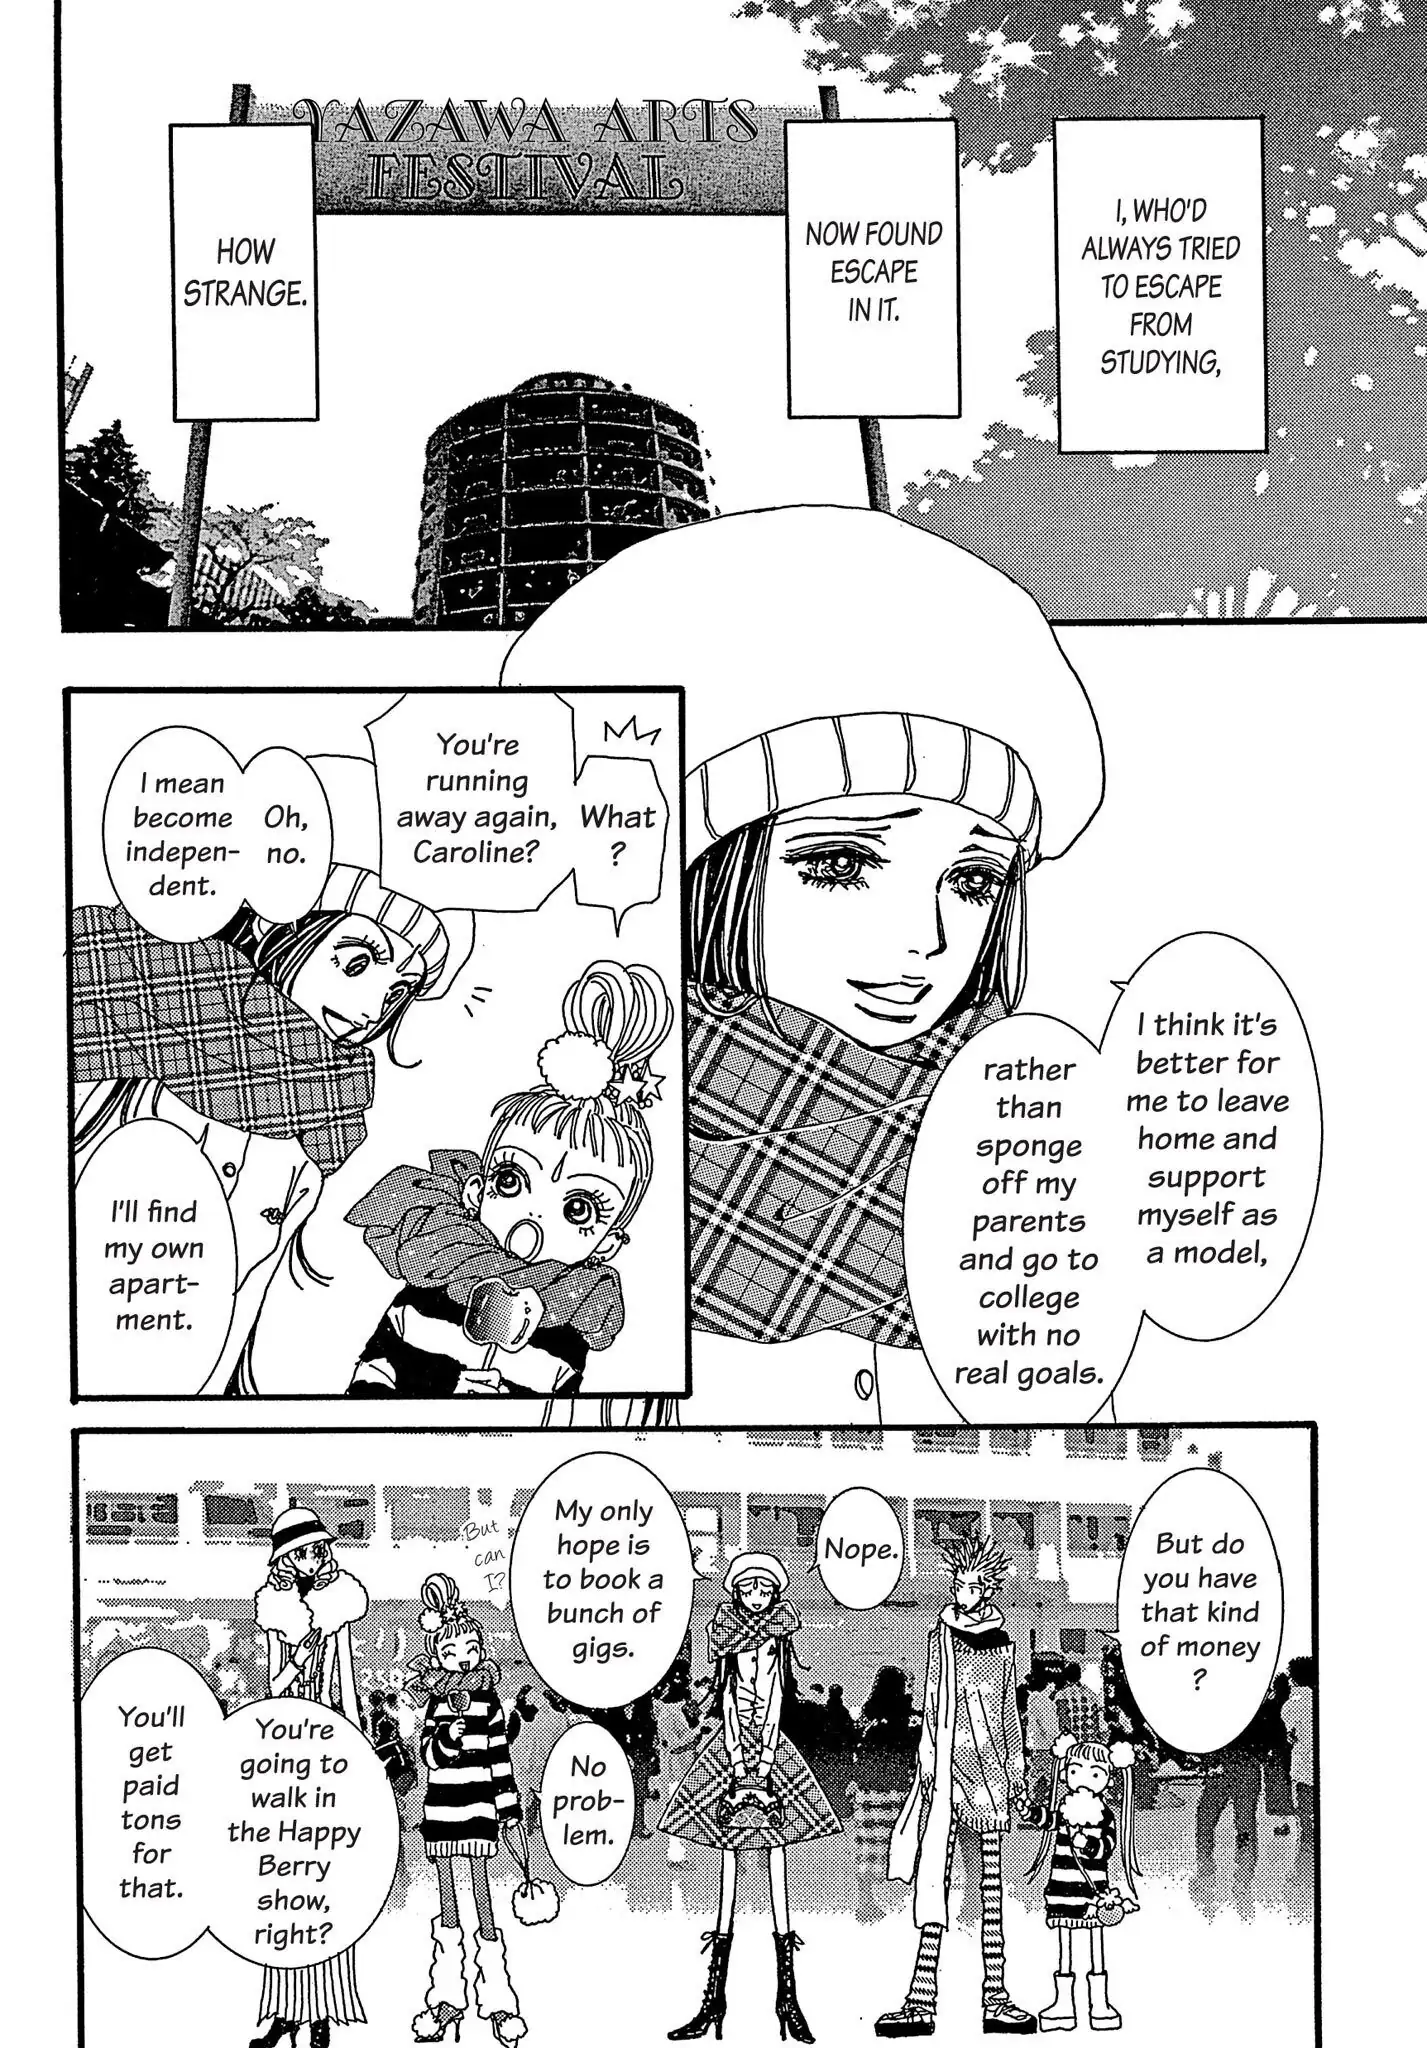 YAZAWA ARTS
FESTIVAL
I, WHO'D
ALWAYS TRIED
TO ESCAPE
FROM
STUDYING,
NOW FOUND
ESCAPE
IN IT.
HOW
STRANGE.
I think it's
better for
me to leave
home and
support
myself as
a model,
rather
than
sponge
off my
parents
and go to
college
with no
real goals.
What
?
You're
running
away again,
Caroline?
Oh,
no.
I mean
become
indepen-
dent.
I'll find
my own
apart-
ment.
But do
you have
that kind
of money
?
Nope.
My only
hope is
to book a
bunch of
gigs.
No
prob-
lem.
But
can
I?
You're
going to
walk in
the Happy
Berry
show,
right?
You'll
get
paid
tons
for
that.